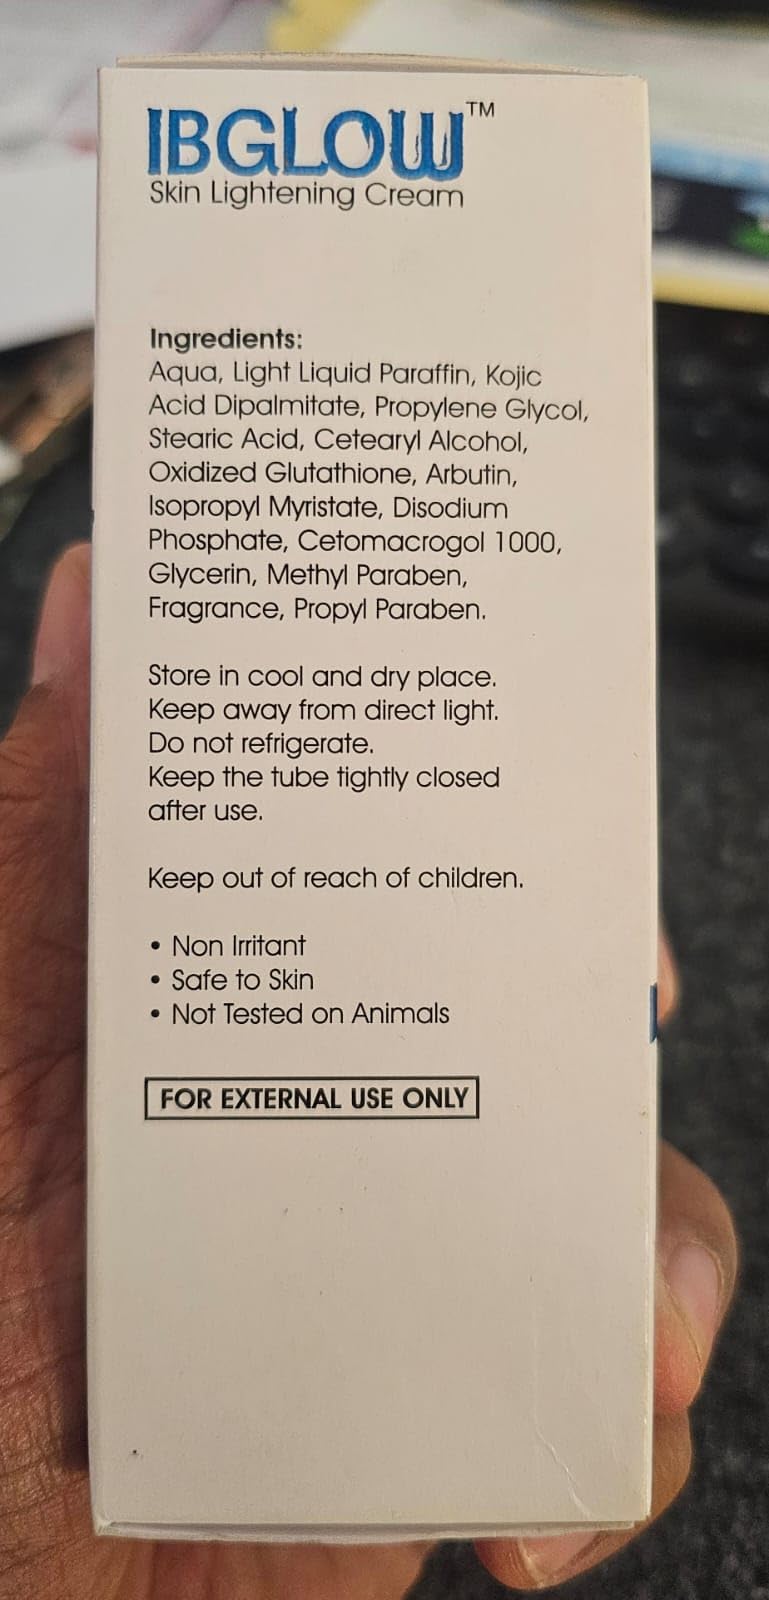 IBGLOW™
Skin Lightening Cream
Ingredients:
Aqua, Light Liquid Paraffin, Kojic
Acid Dipalmitate, Propylene Glycol,
Stearic Acid, Cetearyl Alcohol,
Oxidized Glutathione, Arbutin,
Isopropyl Myristate, Disodium
Phosphate, Cetomacrogol 1000,
Glycerin, Methyl Paraben,
Fragrance, Propyl Paraben.
Store in cool and dry place.
Keep away from direct light.
Do not refrigerate.
Keep the tube tightly closed
after use.
Keep out of reach of children.
• Non Irritant
• Safe to Skin
• Not Tested on Animals
FOR EXTERNAL USE ONLY